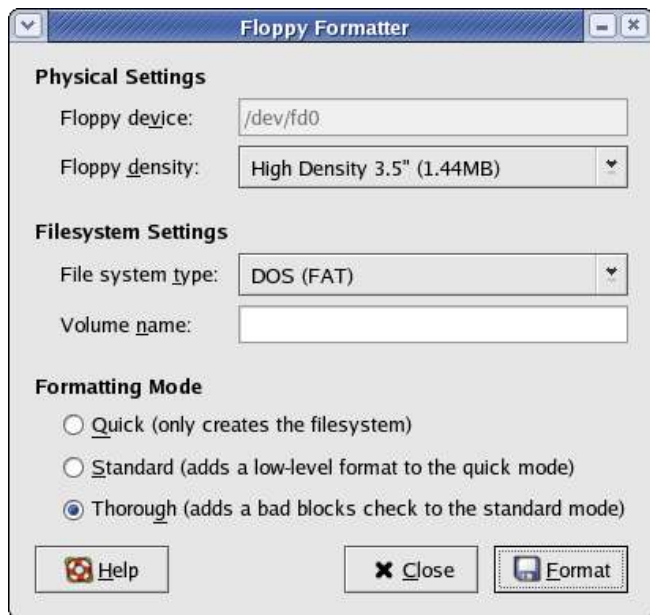 Floppy Formatter
Physical Settings
Floppy device: /dev/fd0
Floppy density: High Density 3.5" (1.44MB)
Filesystem Settings
File system type: DOS (FAT)
Volume name:
Formatting Mode
Quick (only creates the filesystem)
Standard (adds a low-level format to the quick mode)
Thorough (adds a bad blocks check to the standard mode)
Help Close Format